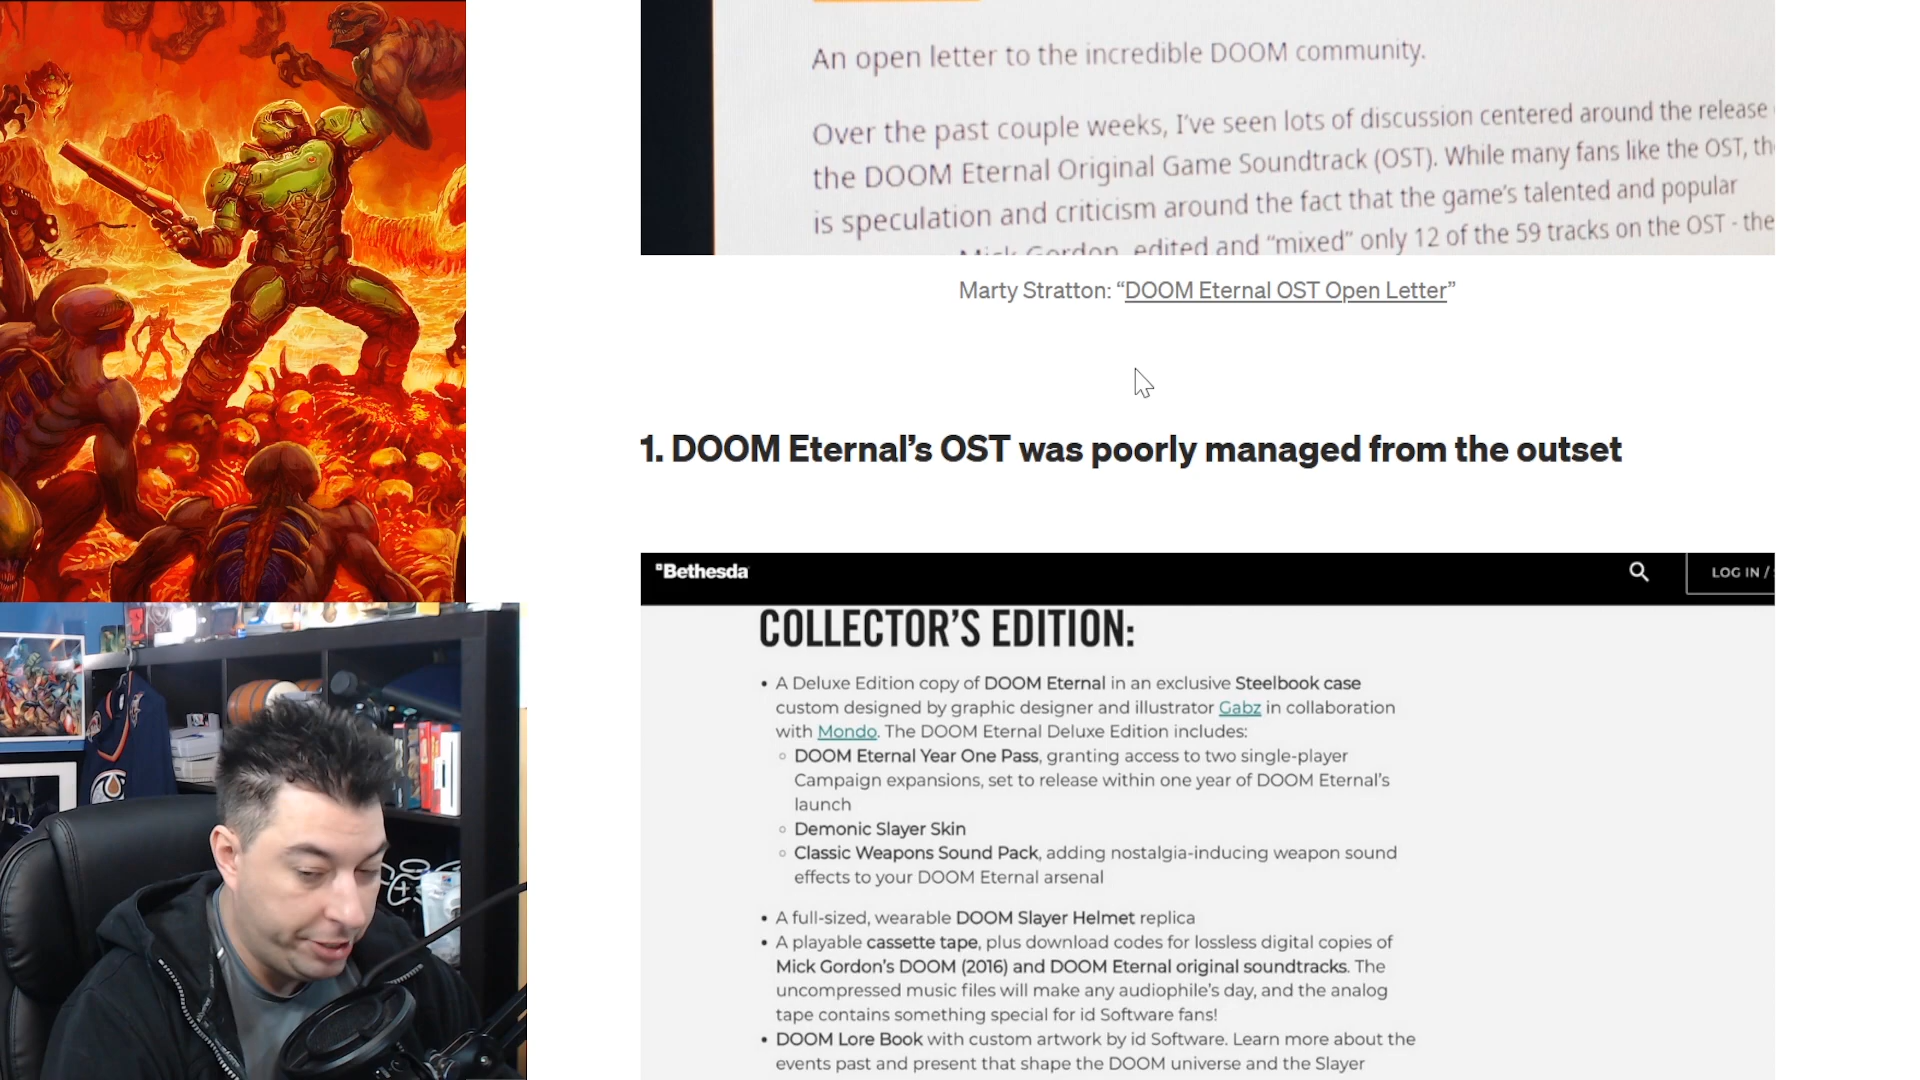 An open letter to the incredible DOOM community.
Over the past couple weeks, I've seen lots of discussion centered around the release
the DOOM Eternal Original Game Soundtrack (OST). While many fans like the OST, th
is speculation and criticism around the fact that the game's talented and popular
Mick Gordon, edited and “mixed” only 12 of the 59 tracks on the OST - the
Marty Stratton: “DOOM Eternal OST Open Letter”
1. DOOM Eternal’s OST was poorly managed from the outset
Bethesda
LOG IN /
COLLECTOR’S EDITION:
• A Deluxe Edition copy of DOOM Eternal in an exclusive Steelbook case
custom designed by graphic designer and illustrator Gabz in collaboration
with Mondo. The DOOM Eternal Deluxe Edition includes:
◦ DOOM Eternal Year One Pass, granting access to two single-player
Campaign expansions, set to release within one year of DOOM Eternal’s
launch
◦ Demonic Slayer Skin
◦ Classic Weapons Sound Pack, adding nostalgia-inducing weapon sound
effects to your DOOM Eternal arsenal
• A full-sized, wearable DOOM Slayer Helmet replica
• A playable cassette tape, plus download codes for lossless digital copies of
Mick Gordon’s DOOM (2016) and DOOM Eternal original soundtracks. The
uncompressed music files will make any audiophile’s day, and the analog
tape contains something special for id Software fans!
• DOOM Lore Book with custom artwork by id Software. Learn more about the
events past and present that shape the DOOM universe and the Slayer